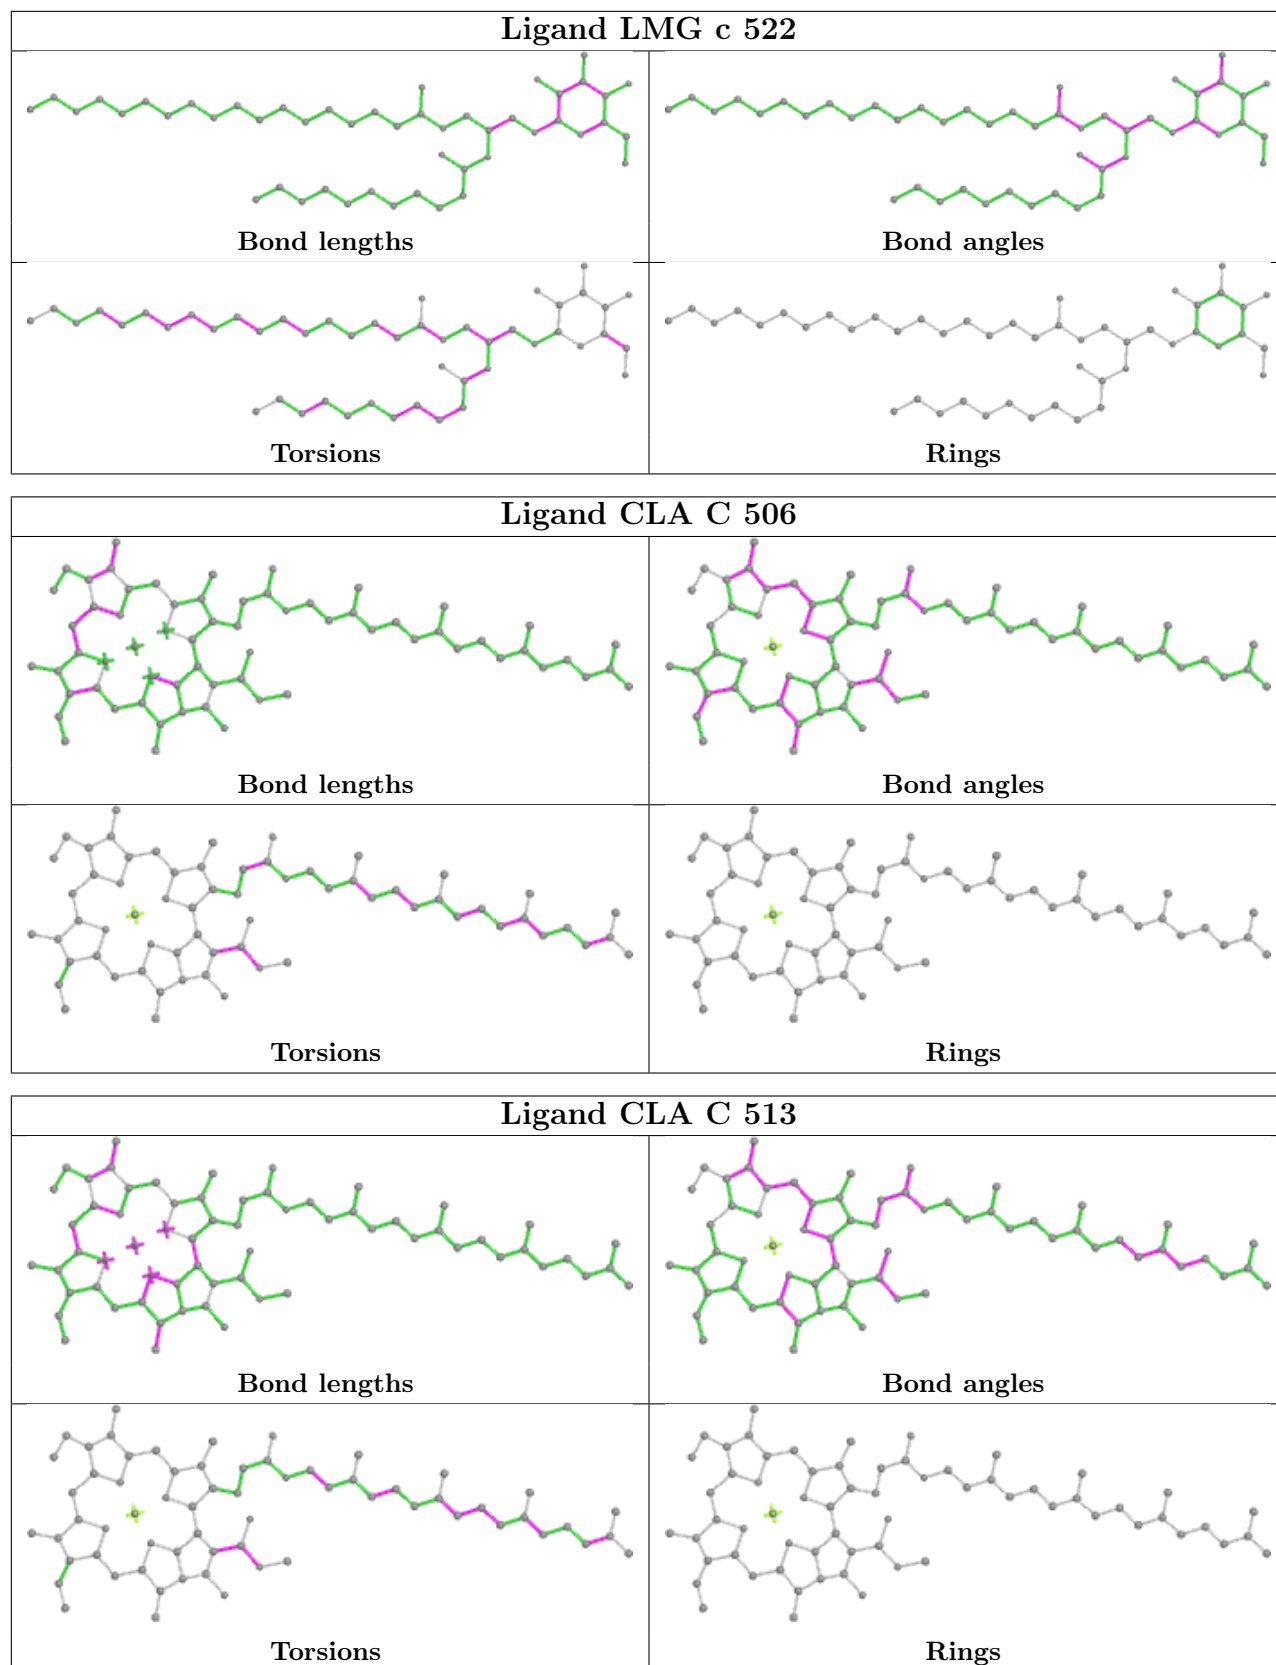 Ligand LMG c 522
Bond lengths
Bond angles
Torsions
Rings
Ligand CLA C 506
Bond lengths
Bond angles
Torsions
Rings
Ligand CLA C 513
Bond lengths
Bond angles
Torsions
Rings